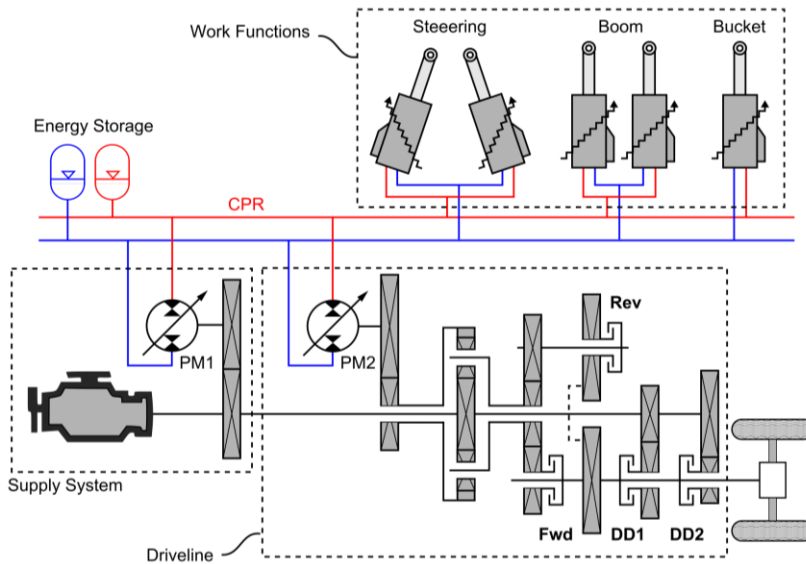 Work Functions
Steeering
Boom
Bucket
Energy Storage
CPR
Rev
PM1
PM2
Supply System
Fwd
DD1
DD2
Driveline